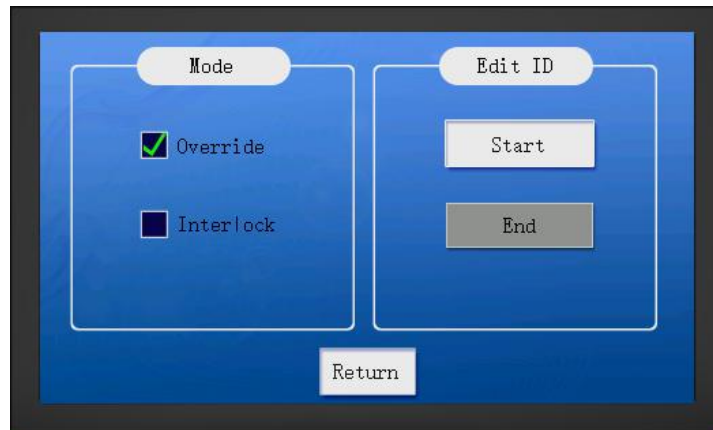 Mode
Override
Interlock
Edit ID
Start
End
Return